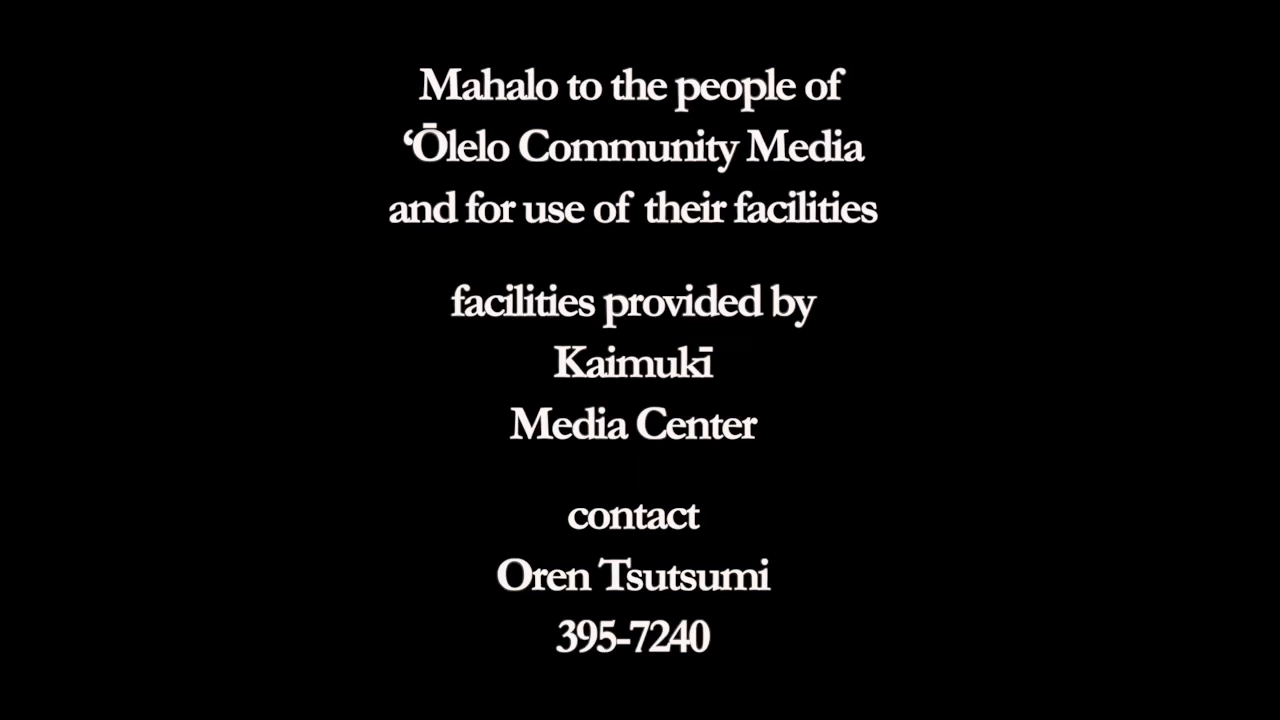 Mahalo to the people of
‘Ōlelo Community Media
and for use of their facilities
facilities provided by
Kaimukī
Media Center
contact
Oren Tsutsumi
395-7240